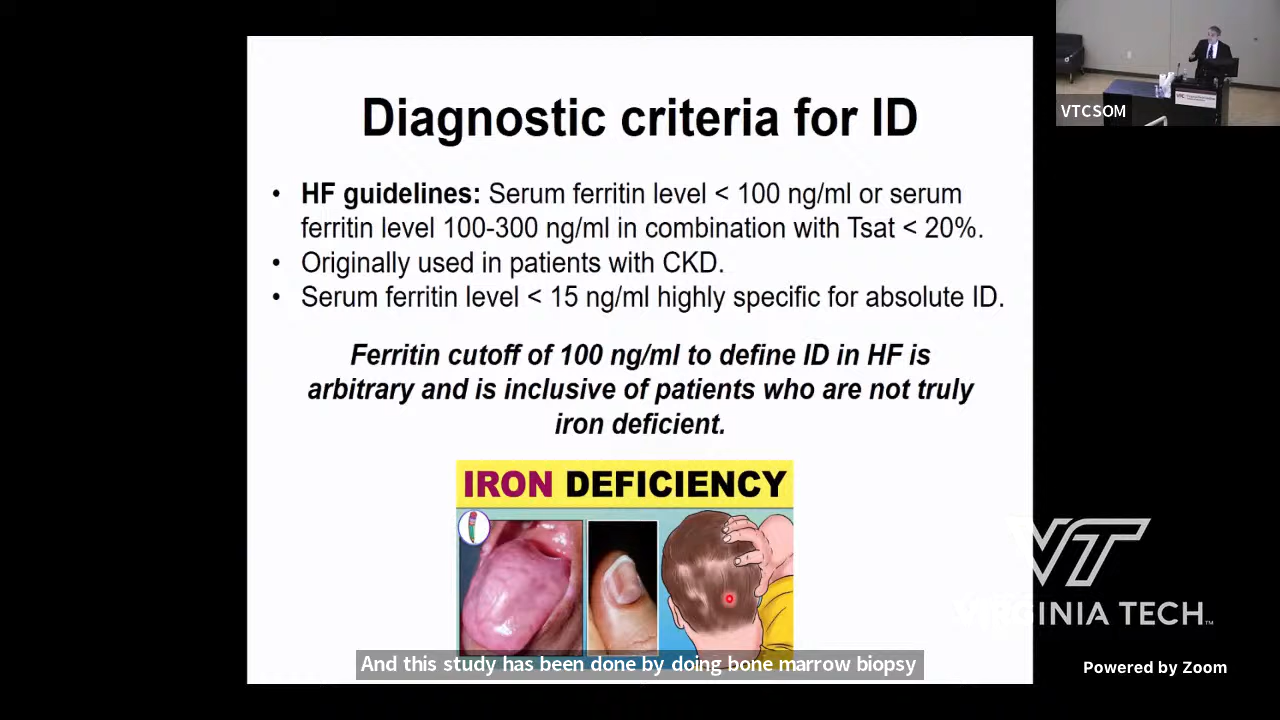 Diagnostic criteria for ID
• HF guidelines: Serum ferritin level < 100 ng/ml or serum
ferritin level 100-300 ng/ml in combination with Tsat < 20%.
• Originally used in patients with CKD.
• Serum ferritin level < 15 ng/ml highly specific for absolute ID.
Ferritin cutoff of 100 ng/ml to define ID in HF is
arbitrary and is inclusive of patients who are not truly
iron deficient.
IRON DEFICIENCY
And this study has been done by doing bone marrow biopsy
VTCSOM
VT
VIRGINIA TECH™
Powered by Zoom